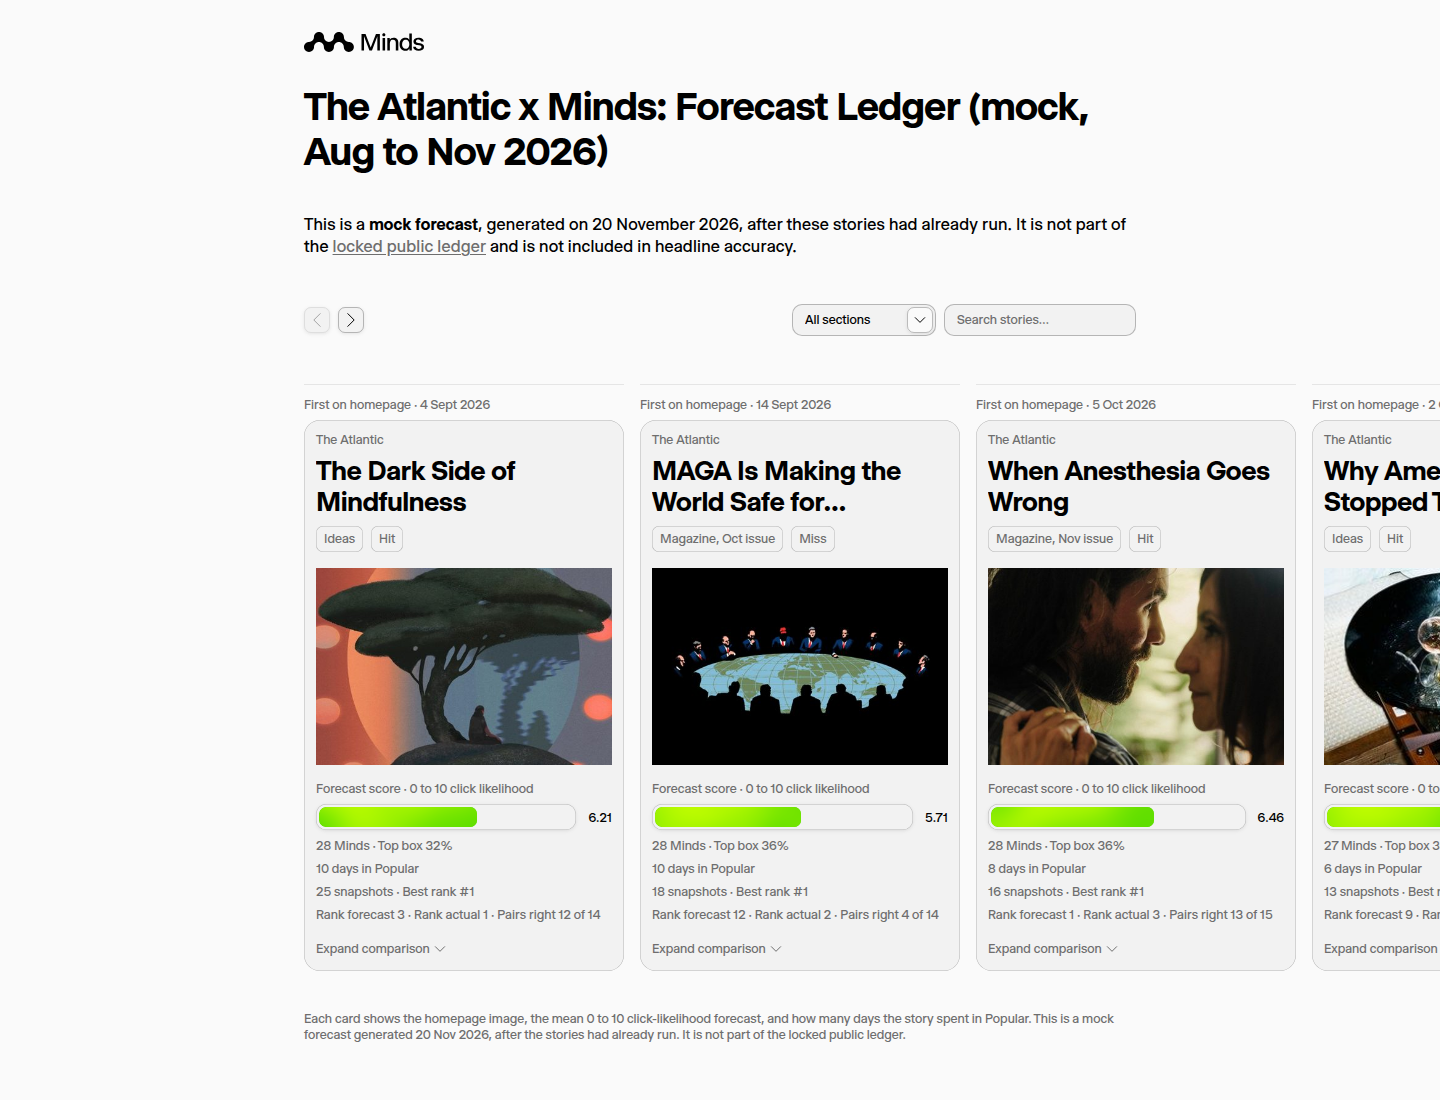 Minds
The Atlantic x Minds: Forecast Ledger (mock,
Aug to Nov 2026)
This is a mock forecast, generated on 20 November 2026, after these stories had already run. It is not part of
the locked public ledger and is not included in headline accuracy.
All sections
Search stories...
First on homepage · 4 Sept 2026
The Atlantic
The Dark Side of
Mindfulness
Ideas
Hit
Forecast score · 0 to 10 click likelihood
6.21
28 Minds · Top box 32%
10 days in Popular
25 snapshots · Best rank #1
Rank forecast 3 · Rank actual 1 · Pairs right 12 of 14
Expand comparison
First on homepage · 14 Sept 2026
The Atlantic
MAGA Is Making the
World Safe for...
Magazine, Oct issue
Miss
Forecast score · 0 to 10 click likelihood
5.71
28 Minds · Top box 36%
10 days in Popular
18 snapshots · Best rank #1
Rank forecast 12 · Rank actual 2 · Pairs right 4 of 14
Expand comparison
First on homepage · 5 Oct 2026
The Atlantic
When Anesthesia Goes
Wrong
Magazine, Nov issue
Hit
Forecast score · 0 to 10 click likelihood
6.46
28 Minds · Top box 36%
8 days in Popular
16 snapshots · Best rank #1
Rank forecast 1 · Rank actual 3 · Pairs right 13 of 15
Expand comparison
First on homepage · 2
The Atlantic
Why Ame
Stopped T
Ideas
Hit
Forecast score · 0 to
27 Minds · Top box 3
6 days in Popular
13 snapshots · Best r
Rank forecast 9 · Ra
Expand comparison
Each card shows the homepage image, the mean 0 to 10 click-likelihood forecast, and how many days the story spent in Popular. This is a mock
forecast generated 20 Nov 2026, after the stories had already run. It is not part of the locked public ledger.